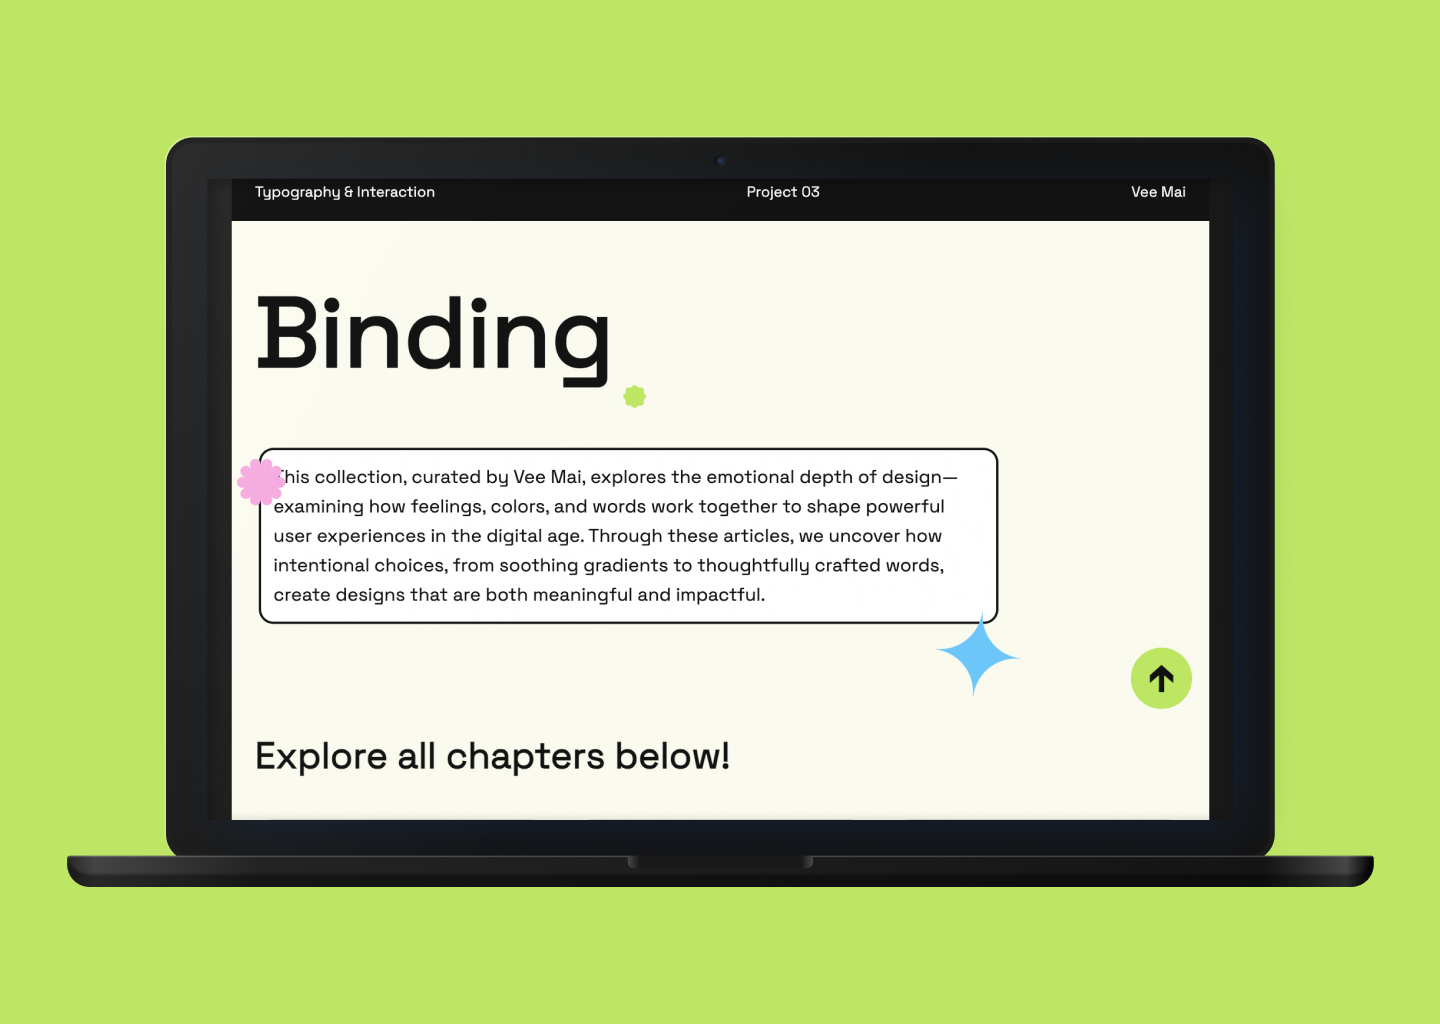 Typography & Interaction
Project 03
Vee Mai
Binding
This collection, curated by Vee Mai, explores the emotional depth of design—
examining how feelings, colors, and words work together to shape powerful
user experiences in the digital age. Through these articles, we uncover how
intentional choices, from soothing gradients to thoughtfully crafted words,
create designs that are both meaningful and impactful.
Explore all chapters below!